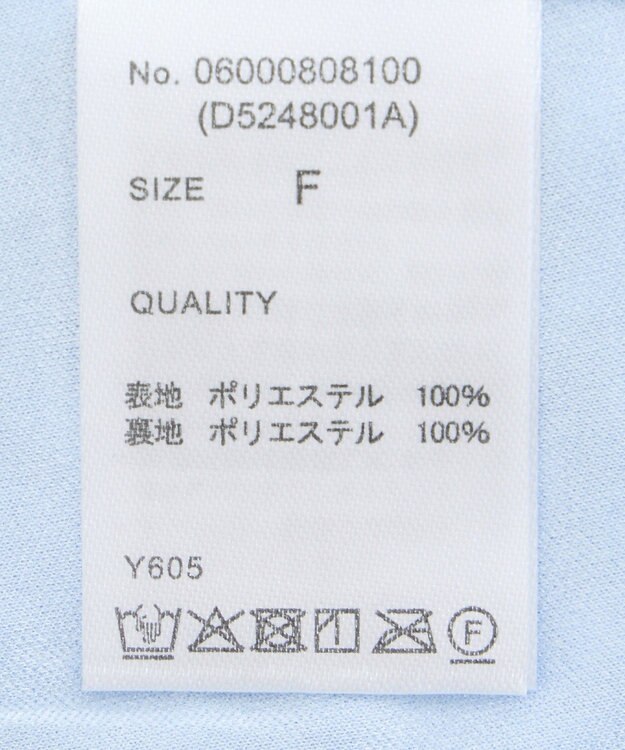 No. 06000808100
(D5248001A)
SIZE F
QUALITY
表地 ポリエステル 100%
裏地 ポリエステル 100%
Y605
F